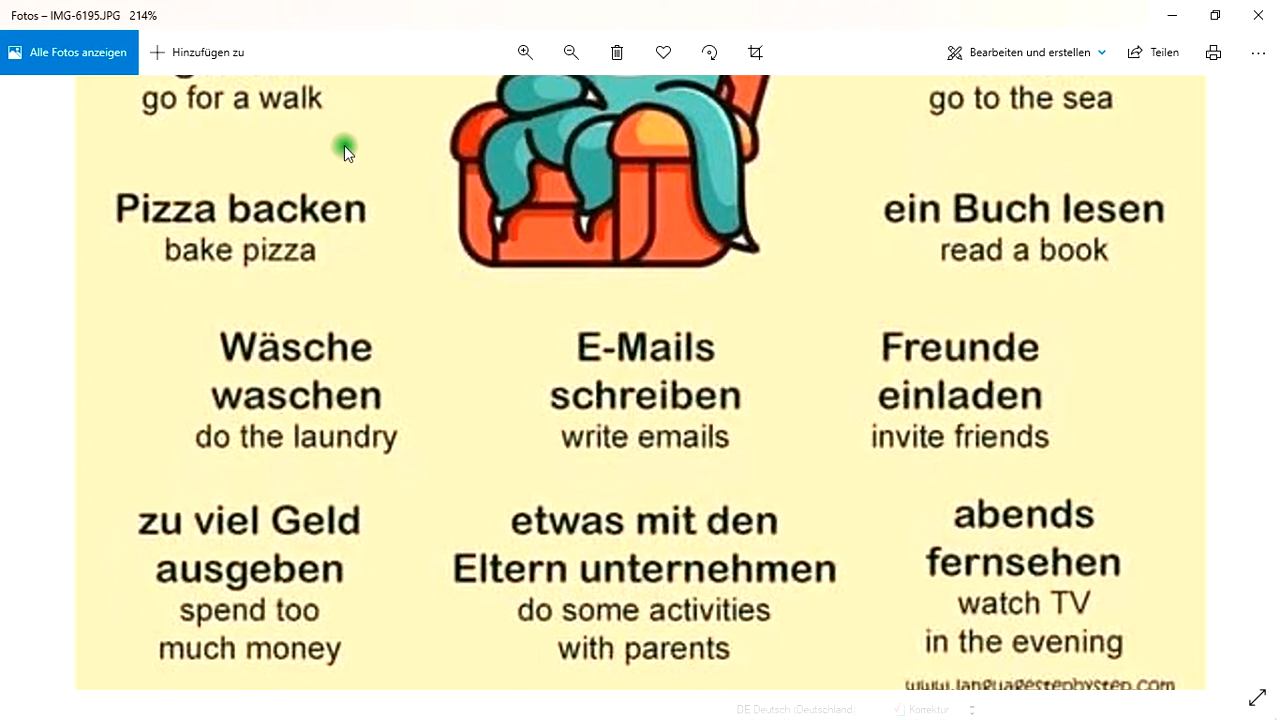 Fotos – IMG-6195.JPG 214%
Alle Fotos anzeigen
Hinzufügen zu
Bearbeiten und erstellen
Teilen
go for a walk
go to the sea
Pizza backen
bake pizza
ein Buch lesen
read a book
Wäsche
waschen
do the laundry
E-Mails
schreiben
write emails
Freunde
einladen
invite friends
zu viel Geld
ausgeben
spend too
much money
etwas mit den
Eltern unternehmen
do some activities
with parents
abends
fernsehen
watch TV
in the evening
www.languagestepbystep.com
DE Deutsch (Deutschland)
Korrektur